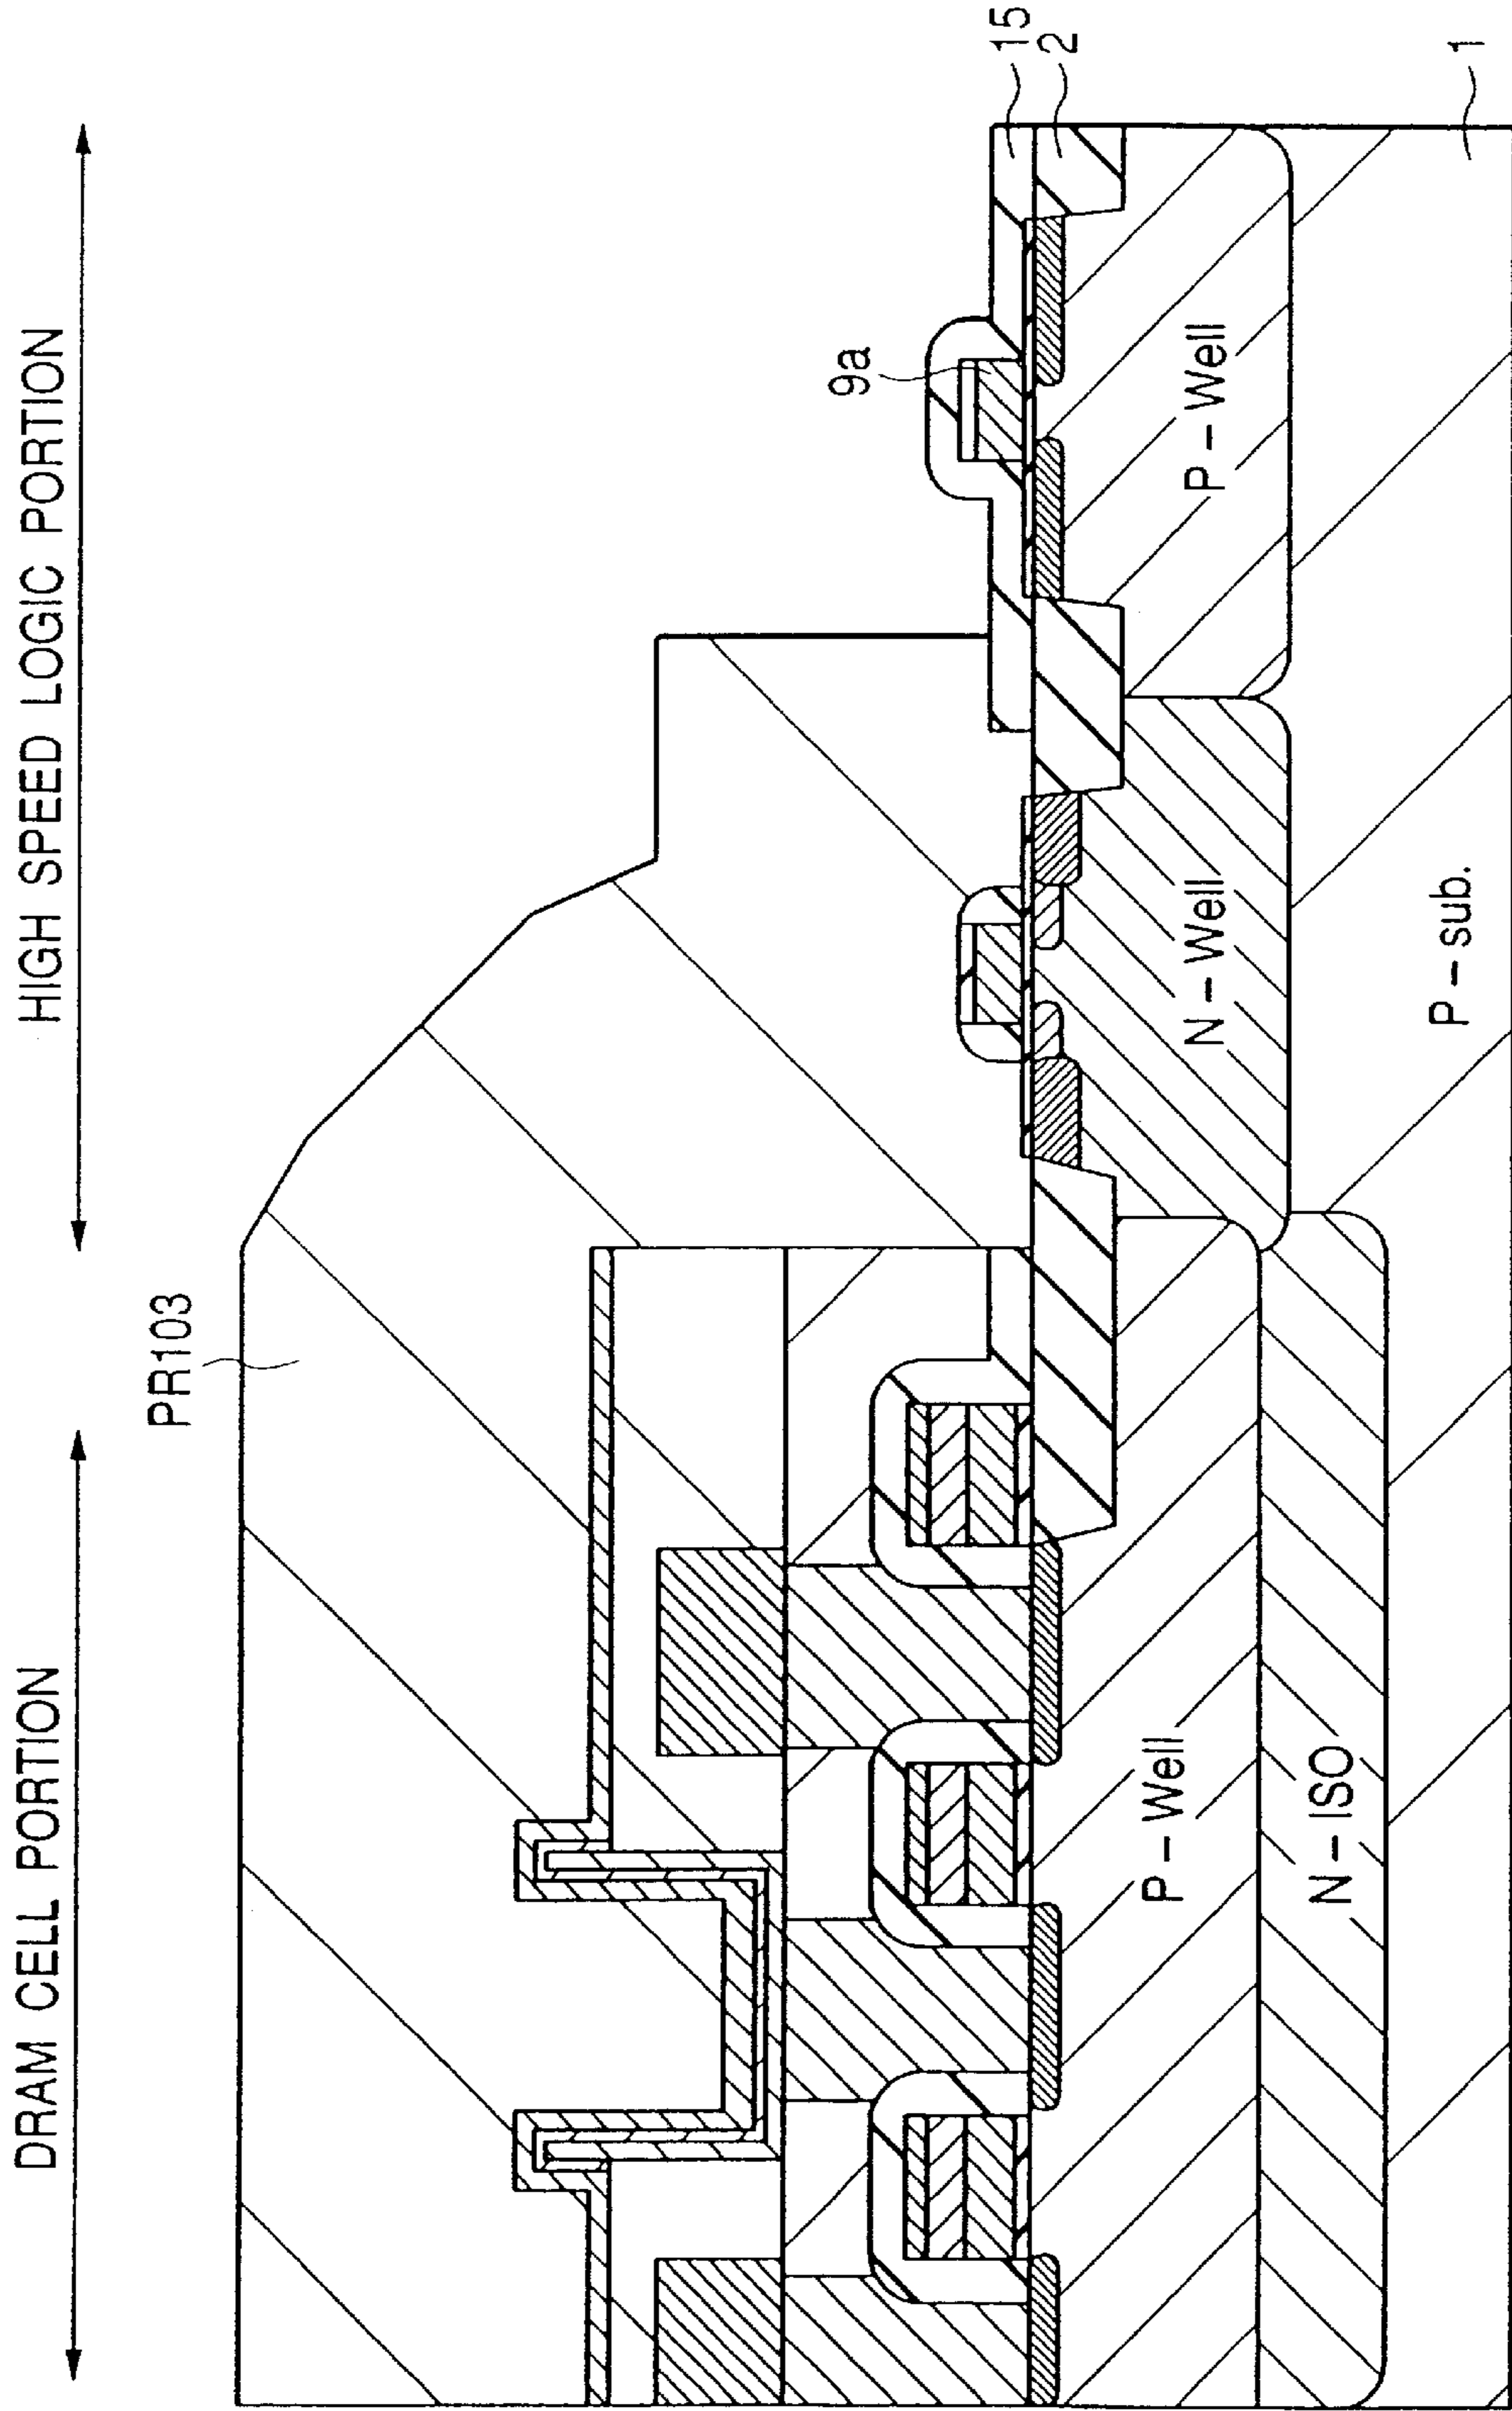 DRAM CELL PORTION
HIGH SPEED LOGIC PORTION
PR103
9a
15
2
P-Well
N-Well
P-Well
N-ISO
P-sub.
1